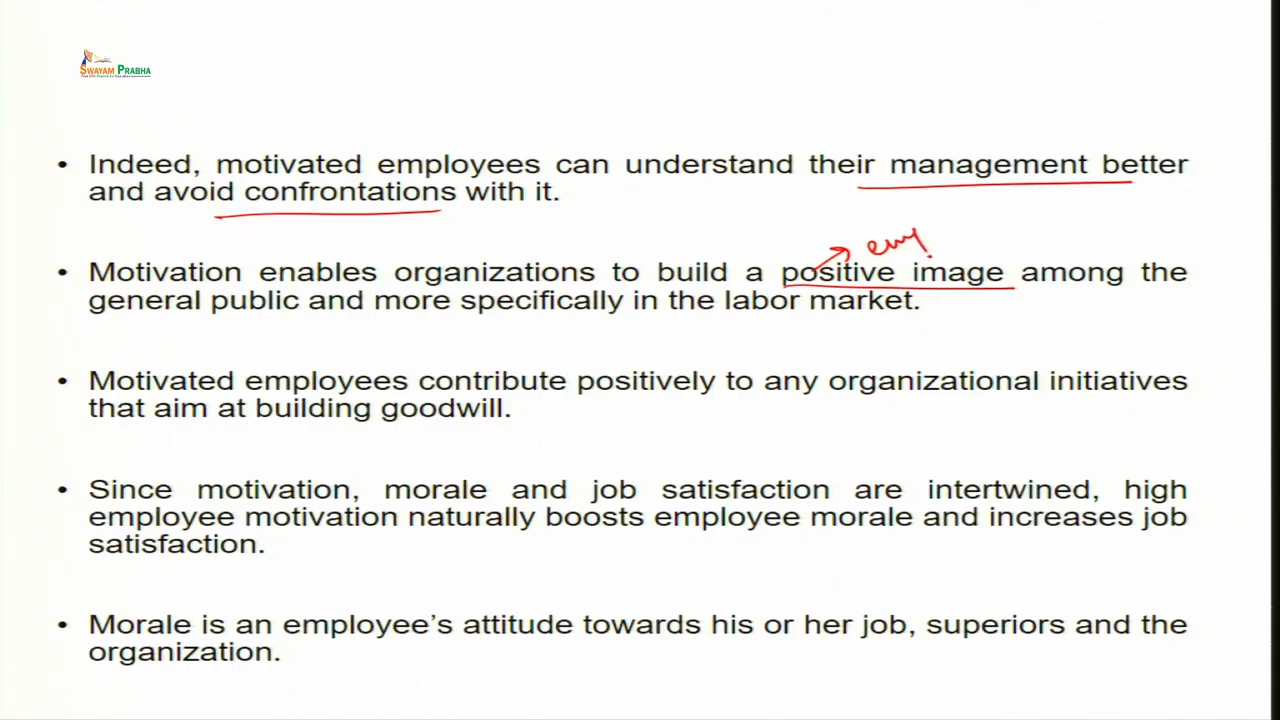 SWAYAM PRABHA
• Indeed, motivated employees can understand their management better
and avoid confrontations with it.
emp
• Motivation enables organizations to build a positive image among the
general public and more specifically in the labor market.
• Motivated employees contribute positively to any organizational initiatives
that aim at building goodwill.
• Since motivation, morale and job satisfaction are intertwined, high
employee motivation naturally boosts employee morale and increases job
satisfaction.
• Morale is an employee’s attitude towards his or her job, superiors and the
organization.